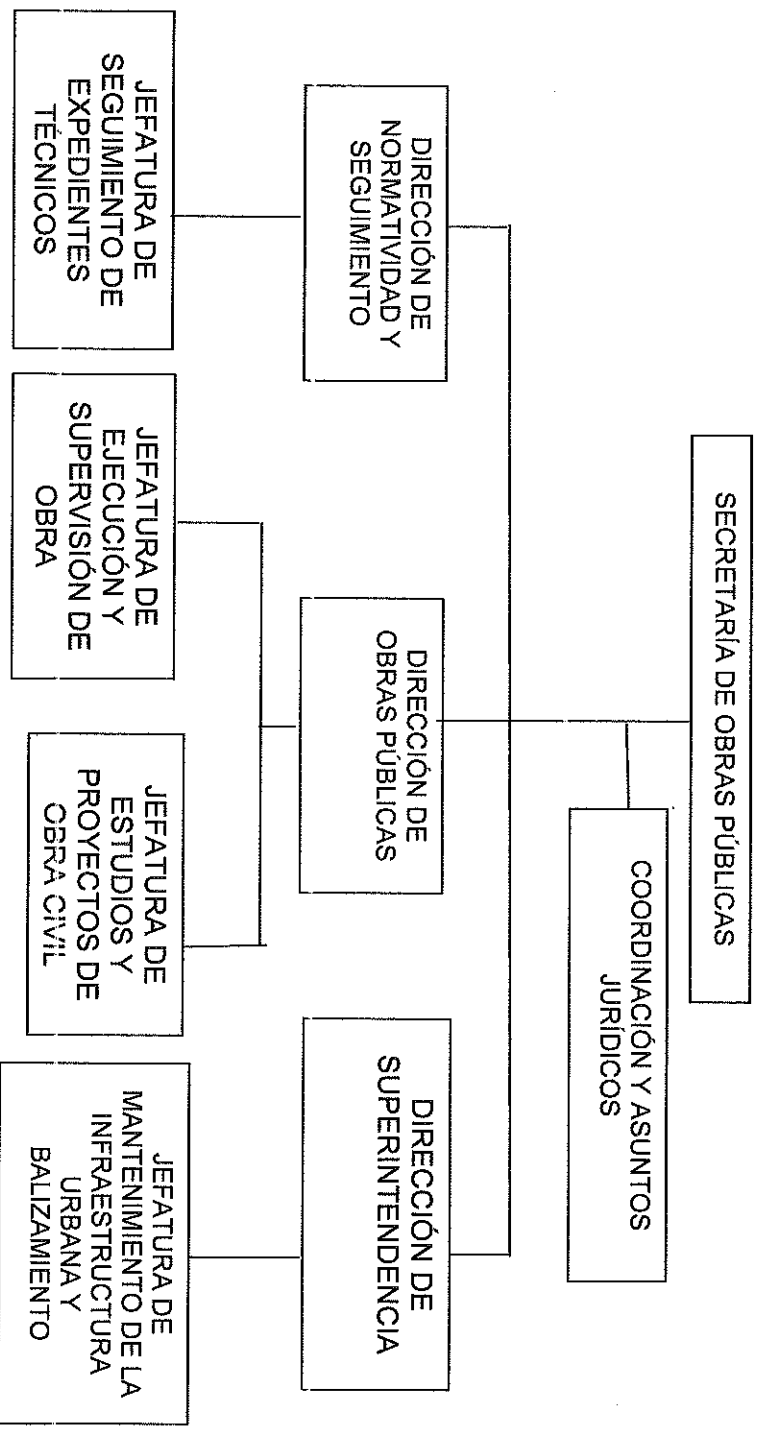 SECRETARÍA DE OBRAS PÚBLICAS
COORDINACIÓN Y ASUNTOS
JURÍDICOS
DIRECCIÓN DE
NORMATIVIDAD Y
SEGUIMIENTO
DIRECCIÓN DE
OBRAS PÚBLICAS
DIRECCIÓN DE
SUPERINTENDENCIA
JEFATURA DE
SEGUIMIENTO DE
EXPEDIENTES
TÉCNICOS
JEFATURA DE
EJECUCIÓN Y
SUPERVISIÓN DE
OBRA
JEFATURA DE
ESTUDIOS Y
PROYECTOS DE
OBRA CIVIL
JEFATURA DE
MANTENIMIENTO DE LA
INFRAESTRUCTURA
URBANA Y
BALIZAMIENTO